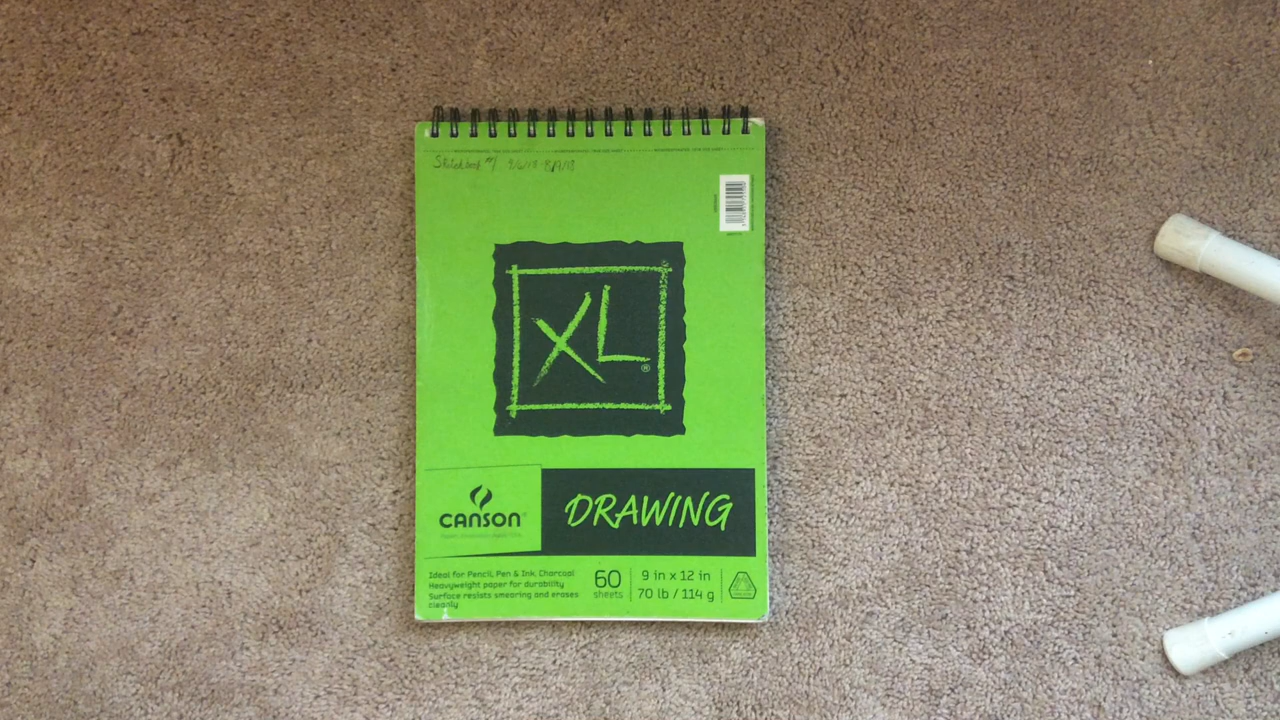 Sketchbook #1
XL®
CANSON®
DRAWING
Ideal for Pencil, Pen & Ink, Charcoal
Heavyweight paper for durability
Surface resists smearing and erases
cleanly
60
sheets
9 in x 12 in
70 lb / 114 g